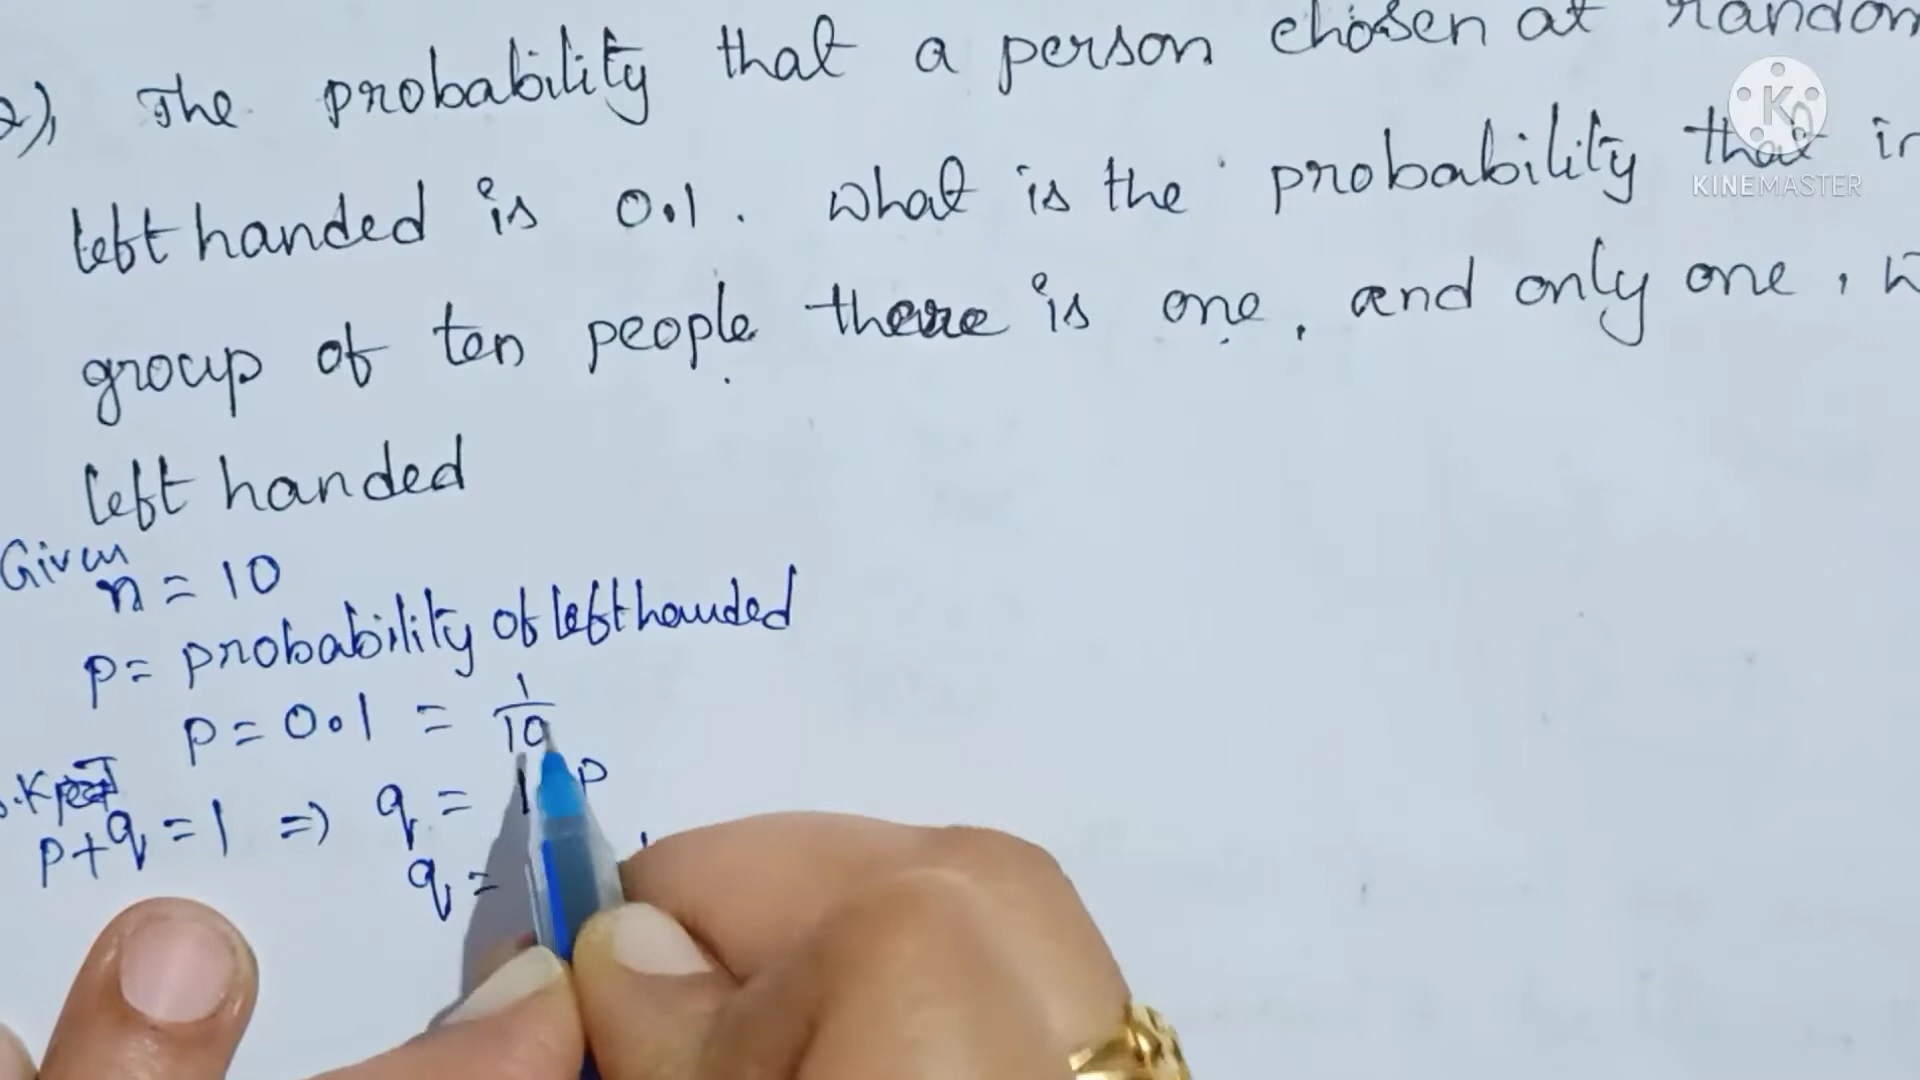 2), The probability that a person chosen at random
left handed is 0.1. What is the probability that in
group of ten people there is one, and only one,
left handed
Given
n = 10
p = probability of left handed
p = 0.1 = 1/10
p+q = 1 => q = 1 p
q =
KINEMASTER